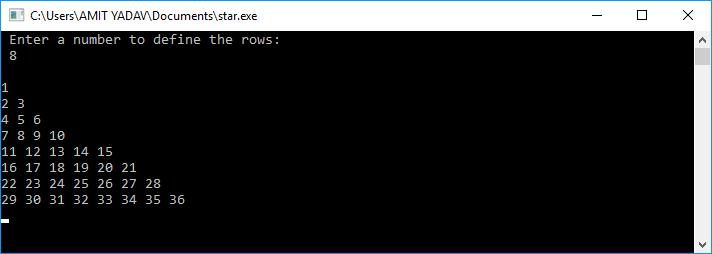 C:\Users\AMIT YADAV\Documents\star.exe
Enter a number to define the rows:
8
1
2 3
4 5 6
7 8 9 10
11 12 13 14 15
16 17 18 19 20 21
22 23 24 25 26 27 28
29 30 31 32 33 34 35 36